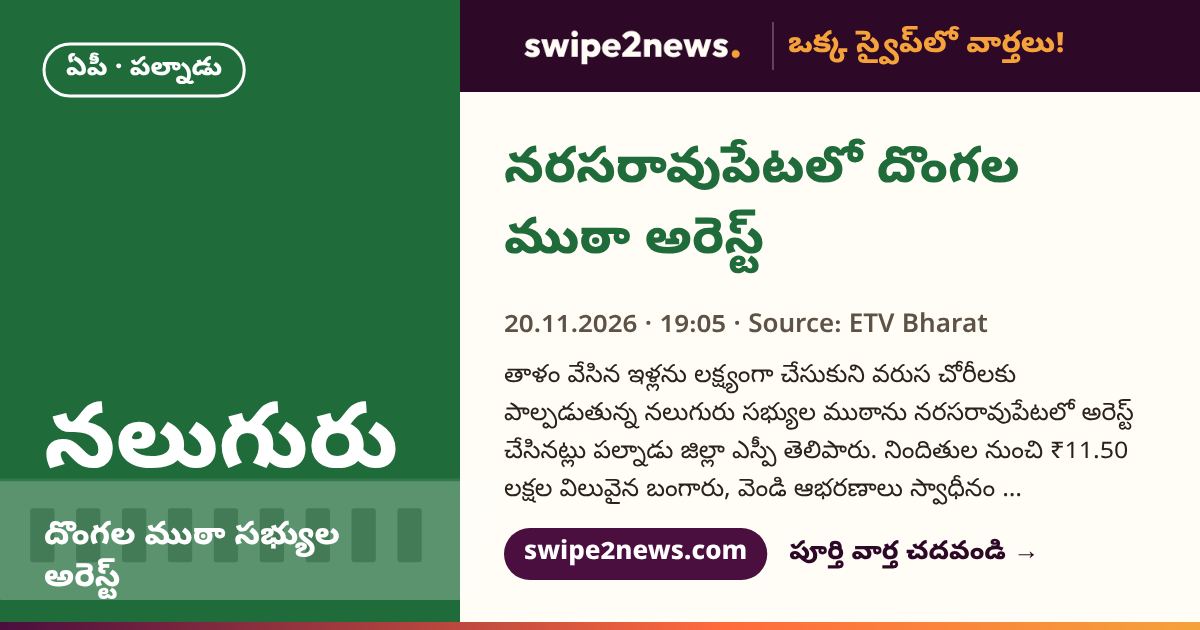 ఏపీ · పల్నాడు
నలుగురు
దొంగల ముఠా సభ్యుల
అరెస్ట్
swipe2news.
ఒక్క స్వైప్‌లో వార్తలు!
నరసరావుపేటలో దొంగల
ముఠా అరెస్ట్
20.11.2026 · 19:05 · Source: ETV Bharat
తాళం వేసిన ఇళ్లను లక్ష్యంగా చేసుకుని వరుస చోరీలకు
పాల్పడుతున్న నలుగురు సభ్యుల ముఠాను నరసరావుపేటలో అరెస్ట్
చేసినట్లు పల్నాడు జిల్లా ఎస్పీ తెలిపారు. నిందితుల నుంచి ₹11.50
లక్షల విలువైన బంగారు, వెండి ఆభరణాలు స్వాధీనం ...
swipe2news.com
పూర్తి వార్త చదవండి →